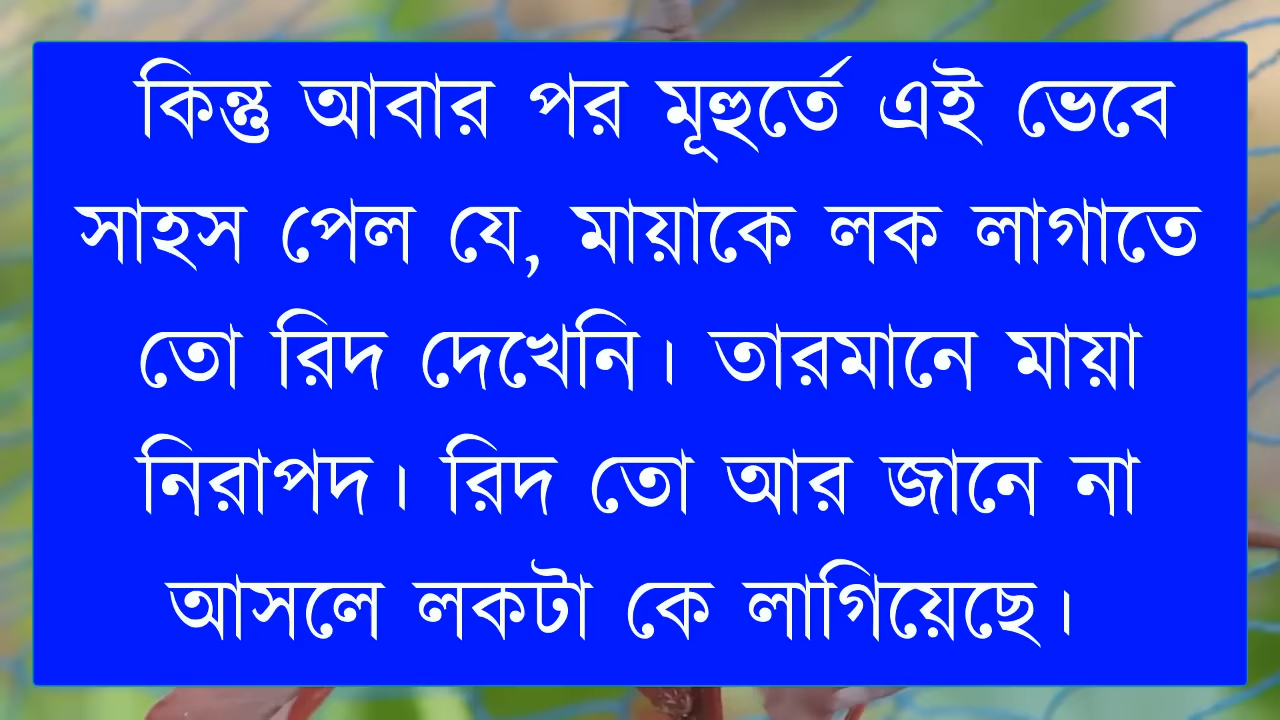 কিন্তু আবার পর মূহুর্তে এই ভেবে
সাহস পেল যে, মায়াকে লক লাগাতে
তো রিদ দেখেনি। তারমানে মায়া
নিরাপদ। রিদ তো আর জানে না
আসলে লকটা কে লাগিয়েছে।